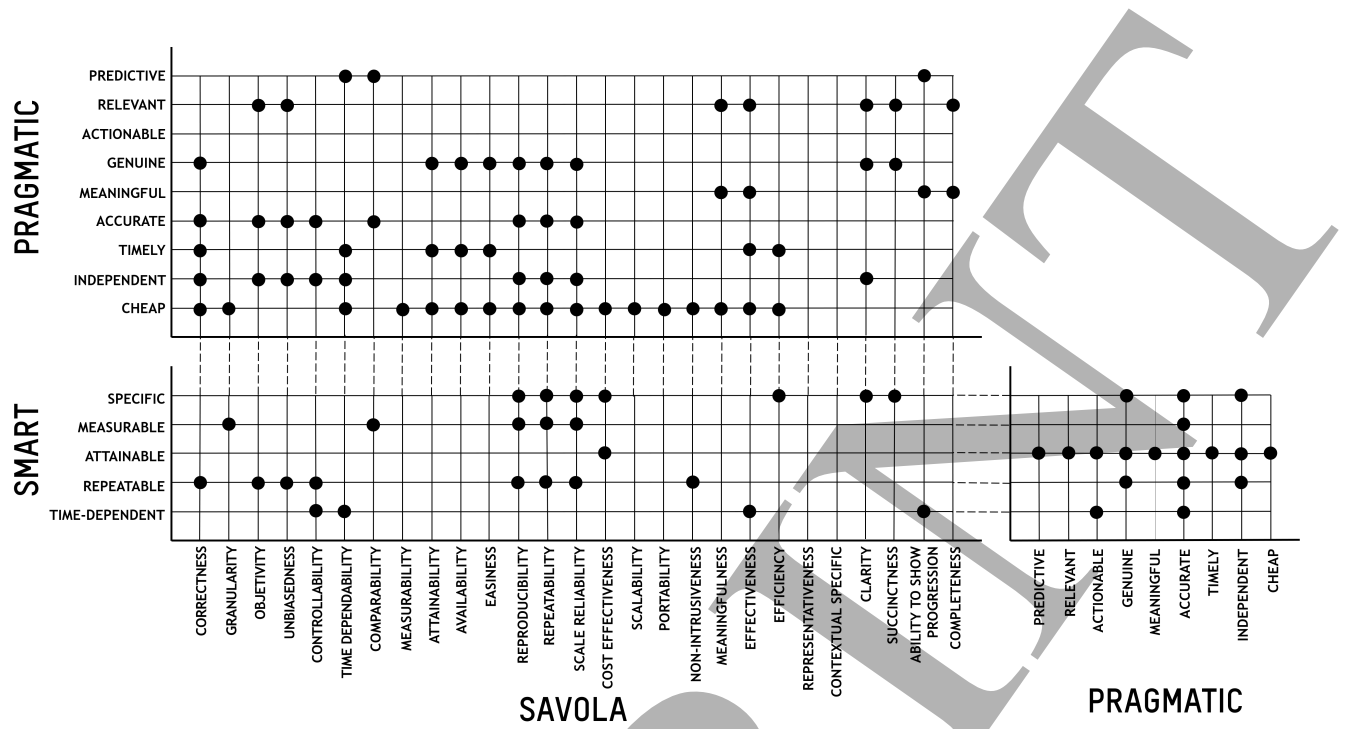 PRAGMATIC
PREDICTIVE
RELEVANT
ACTIONABLE
GENUINE
MEANINGFUL
ACCURATE
TIMELY
INDEPENDENT
CHEAP
SMART
SPECIFIC
MEASURABLE
ATTAINABLE
REPEATABLE
TIME-DEPENDENT
CORRECTNESS
GRANULARITY
OBJETIVITY
UNBIASEDNESS
CONTROLLABILITY
TIME DEPENDABILITY
COMPARABILITY
MEASURABILITY
ATTAINABILITY
AVAILABILITY
EASINESS
REPRODUCIBILITY
REPEATABILITY
SCALE RELIABILITY
COST EFFECTIVENESS
SCALABILITY
PORTABILITY
NON-INTRUSIVENESS
MEANINGFULNESS
EFFECTIVENESS
EFFICIENCY
REPRESENTATIVENESS
CONTEXTUAL SPECIFIC
CLARITY
SUCCINCTNESS
ABILITY TO SHOW
PROGRESSION
COMPLETENESS
SAVOLA
PREDICTIVE
RELEVANT
ACTIONABLE
GENUINE
MEANINGFUL
ACCURATE
TIMELY
INDEPENDENT
CHEAP
PRAGMATIC